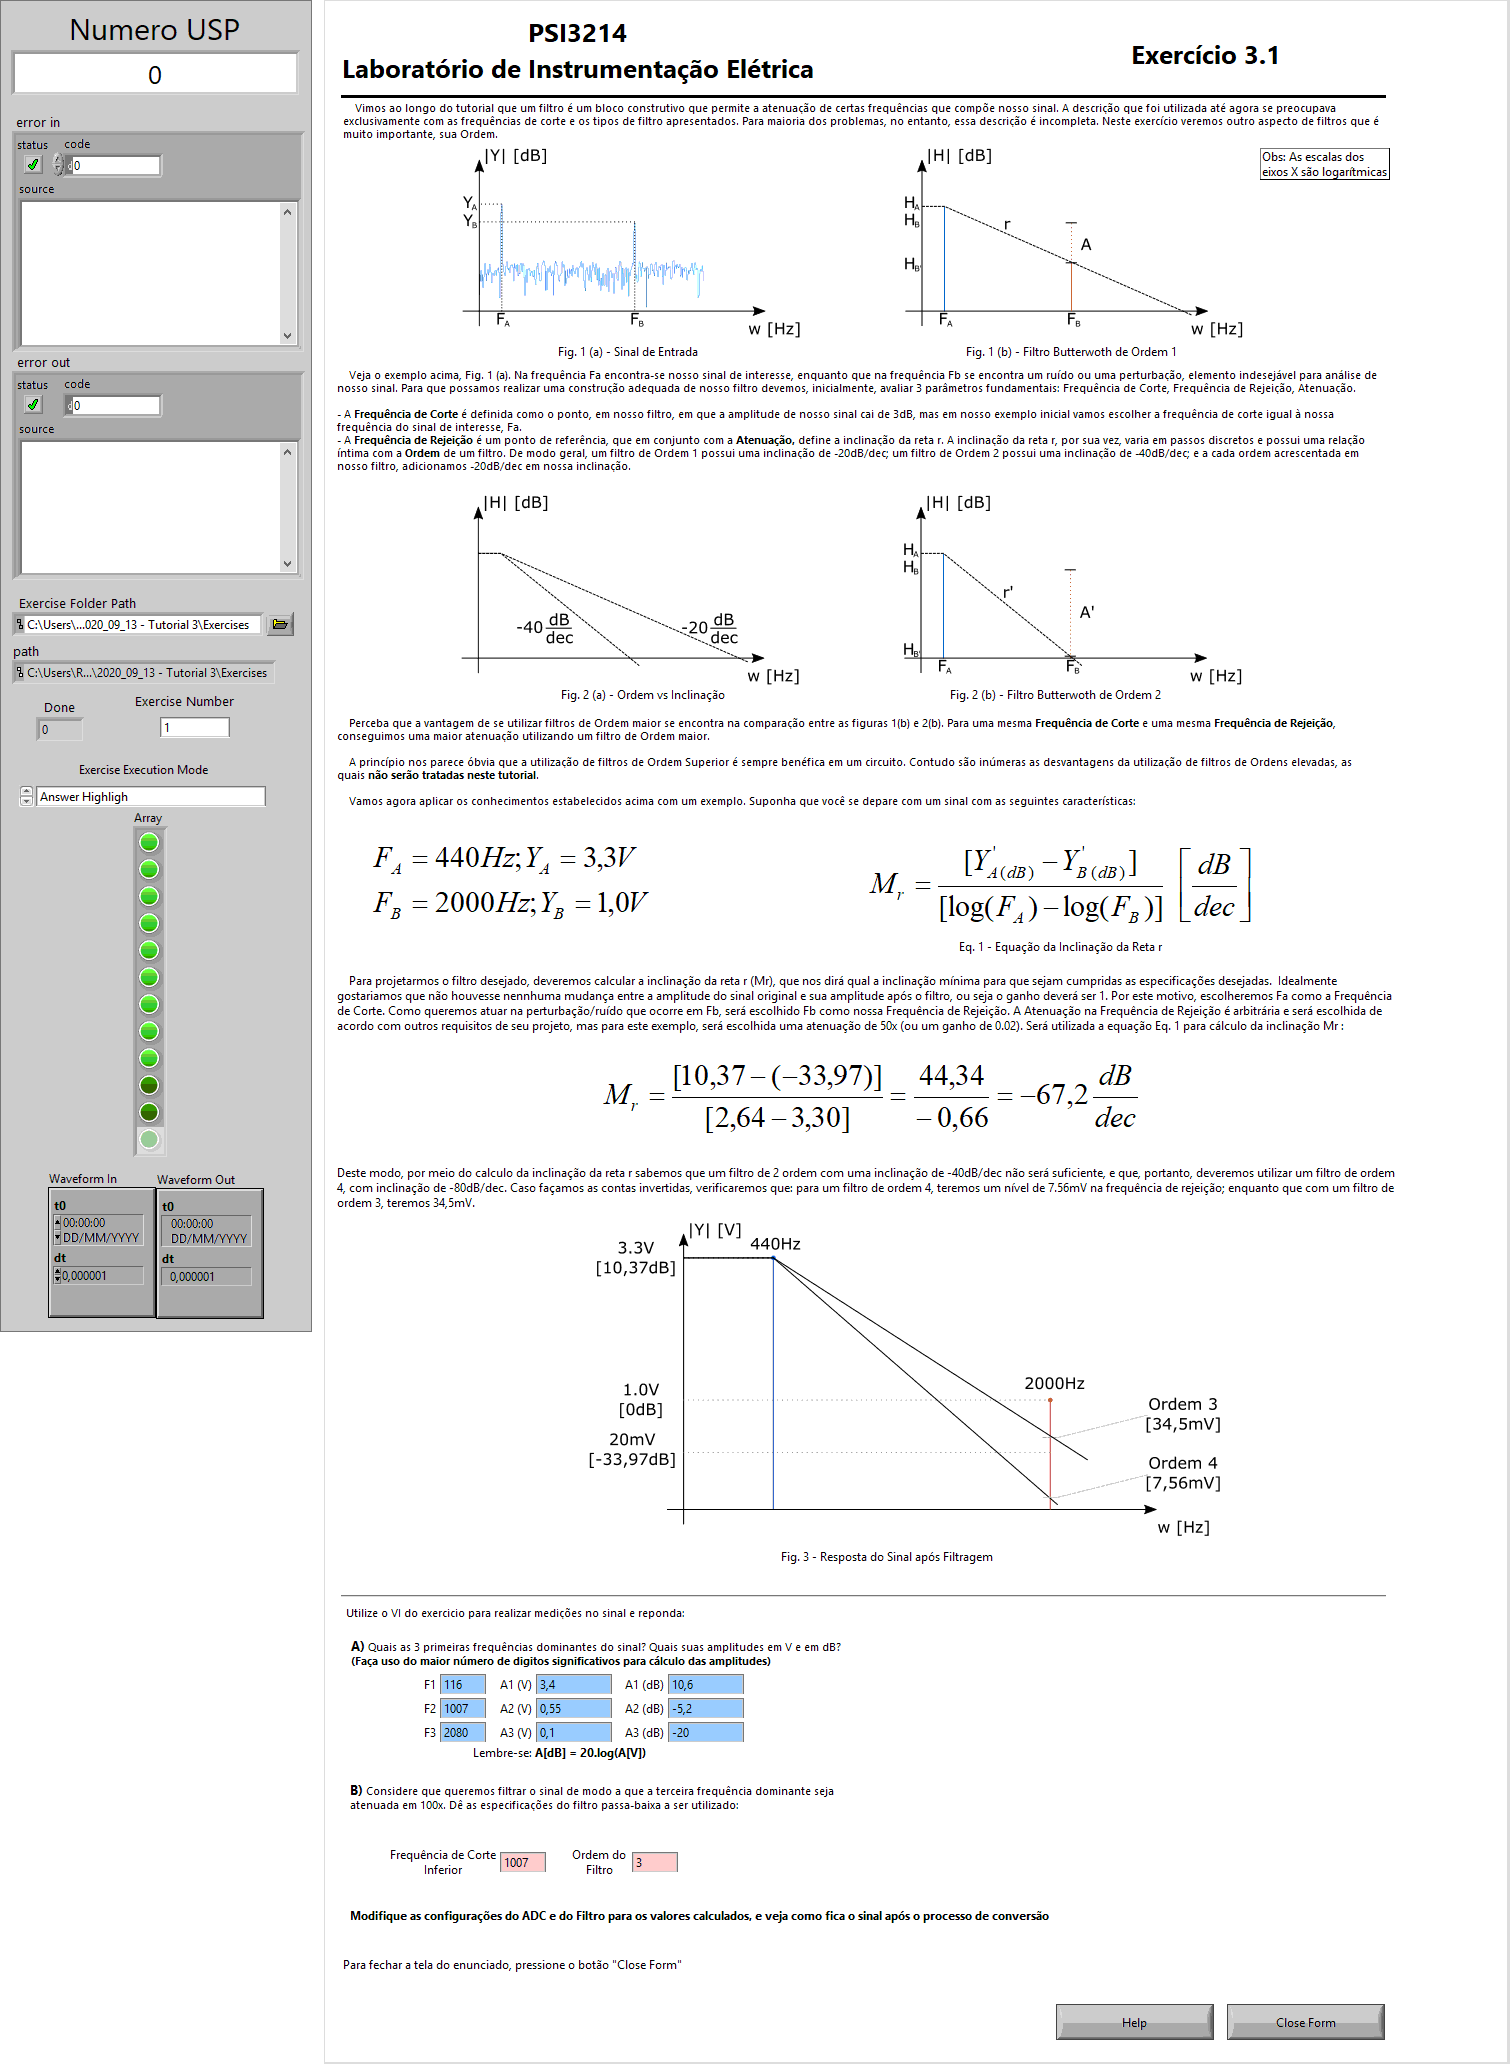 Numero USP
0
error in
status
code
0
source
error out
status
code
0
source
Exercise Folder Path
C:\Users\...020_09_13 - Tutorial 3\Exercises
path
C:\Users\R...\2020_09_13 - Tutorial 3\Exercises
Done
Exercise Number
0
1
Exercise Execution Mode
Answer Highligh
Array
Waveform In
Waveform Out
t0
t0
00:00:00
00:00:00
DD/MM/YYYY
DD/MM/YYYY
dt
dt
0,000001
0,000001
PSI3214
Laboratório de Instrumentação Elétrica
Exercício 3.1
Vimos ao longo do tutorial que um filtro é um bloco construtivo que permite a atenuação de certas frequências que compõe nosso sinal. A descrição que foi utilizada até agora se preocupava
exclusivamente com as frequências de corte e os tipos de filtro apresentados. Para maioria dos problemas, no entanto, essa descrição é incompleta. Neste exercício veremos outro aspecto de filtros que é
muito importante, sua Ordem.
|Y| [dB]
Y_A
Y_B
F_A
F_B
w [Hz]
Fig. 1 (a) - Sinal de Entrada
|H| [dB]
H_A
H_B
H_B'
r
A
F_A
F_B
w [Hz]
Fig. 1 (b) - Filtro Butterwoth de Ordem 1
Obs: As escalas dos
eixos X são logarítmicas
Veja o exemplo acima, Fig. 1 (a). Na frequência Fa encontra-se nosso sinal de interesse, enquanto que na frequência Fb se encontra um ruído ou uma perturbação, elemento indesejável para análise de
nosso sinal. Para que possamos realizar uma construção adequada de nosso filtro devemos, inicialmente, avaliar 3 parâmetros fundamentais: Frequência de Corte, Frequência de Rejeição, Atenuação.
- A Frequência de Corte é definida como o ponto, em nosso filtro, em que a amplitude de nosso sinal cai de 3dB, mas em nosso exemplo inicial vamos escolher a frequência de corte igual à nossa
frequência do sinal de interesse, Fa.
- A Frequência de Rejeição é um ponto de referência, que em conjunto com a Atenuação, define a inclinação da reta r. A inclinação da reta r, por sua vez, varia em passos discretos e possui uma relação
íntima com a Ordem de um filtro. De modo geral, um filtro de Ordem 1 possui uma inclinação de -20dB/dec; um filtro de Ordem 2 possui uma inclinação de -40dB/dec; e a cada ordem acrescentada em
nosso filtro, adicionamos -20dB/dec em nossa inclinação.
|H| [dB]
-40 dB/dec
-20 dB/dec
w [Hz]
Fig. 2 (a) - Ordem vs Inclinação
|H| [dB]
H_A
H_B
H_B'
r'
A'
F_A
F_B
w [Hz]
Fig. 2 (b) - Filtro Butterwoth de Ordem 2
Perceba que a vantagem de se utilizar filtros de Ordem maior se encontra na comparação entre as figuras 1(b) e 2(b). Para uma mesma Frequência de Corte e uma mesma Frequência de Rejeição,
conseguimos uma maior atenuação utilizando um filtro de Ordem maior.
A princípio nos parece óbvia que a utilização de filtros de Ordem Superior é sempre benéfica em um circuito. Contudo são inúmeras as desvantagens da utilização de filtros de Ordens elevadas, as
quais não serão tratadas neste tutorial.
Vamos agora aplicar os conhecimentos estabelecidos acima com um exemplo. Suponha que você se depare com um sinal com as seguintes características:
F_A = 440Hz; Y_A = 3,3V
F_B = 2000Hz; Y_B = 1,0V
M_r = [Y'_A(dB) − Y'_B(dB)] / [log(F_A) − log(F_B)] [dB/dec]
Eq. 1 - Equação da Inclinação da Reta r
Para projetarmos o filtro desejado, deveremos calcular a inclinação da reta r (Mr), que nos dirá qual a inclinação mínima para que sejam cumpridas as especificações desejadas. Idealmente
gostariamos que não houvesse nennhuma mudança entre a amplitude do sinal original e sua amplitude após o filtro, ou seja o ganho deverá ser 1. Por este motivo, escolheremos Fa como a Frequência
de Corte. Como queremos atuar na perturbação/ruído que ocorre em Fb, será escolhido Fb como nossa Frequência de Rejeição. A Atenuação na Frequência de Rejeição é arbitrária e será escolhida de
acordo com outros requisitos de seu projeto, mas para este exemplo, será escolhida uma atenuação de 50x (ou um ganho de 0.02). Será utilizada a equação Eq. 1 para cálculo da inclinação Mr :
M_r = [10,37 − (−33,97)] / [2,64 − 3,30] = 44,34 / − 0,66 = −67,2 dB/dec
Deste modo, por meio do calculo da inclinação da reta r sabemos que um filtro de 2 ordem com uma inclinação de -40dB/dec não será suficiente, e que, portanto, deveremos utilizar um filtro de ordem
4, com inclinação de -80dB/dec. Caso façamos as contas invertidas, verificaremos que: para um filtro de ordem 4, teremos um nível de 7.56mV na frequência de rejeição; enquanto que com um filtro de
ordem 3, teremos 34,5mV.
|Y| [V]
3.3V
[10,37dB]
440Hz
1.0V
[0dB]
2000Hz
20mV
[-33,97dB]
Ordem 3
[34,5mV]
Ordem 4
[7,56mV]
w [Hz]
Fig. 3 - Resposta do Sinal após Filtragem
Utilize o VI do exercicio para realizar medições no sinal e reponda:
A) Quais as 3 primeiras frequências dominantes do sinal? Quais suas amplitudes em V e em dB?
(Faça uso do maior número de digitos significativos para cálculo das amplitudes)
F1 116 A1 (V) 3,4 A1 (dB) 10,6
F2 1007 A2 (V) 0,55 A2 (dB) -5,2
F3 2080 A3 (V) 0,1 A3 (dB) -20
Lembre-se: A[dB] = 20.log(A[V])
B) Considere que queremos filtrar o sinal de modo a que a terceira frequência dominante seja
atenuada em 100x. Dê as especificações do filtro passa-baixa a ser utilizado:
Frequência de Corte
Inferior
1007
Ordem do
Filtro
3
Modifique as configurações do ADC e do Filtro para os valores calculados, e veja como fica o sinal após o processo de conversão
Para fechar a tela do enunciado, pressione o botão "Close Form"
Help
Close Form